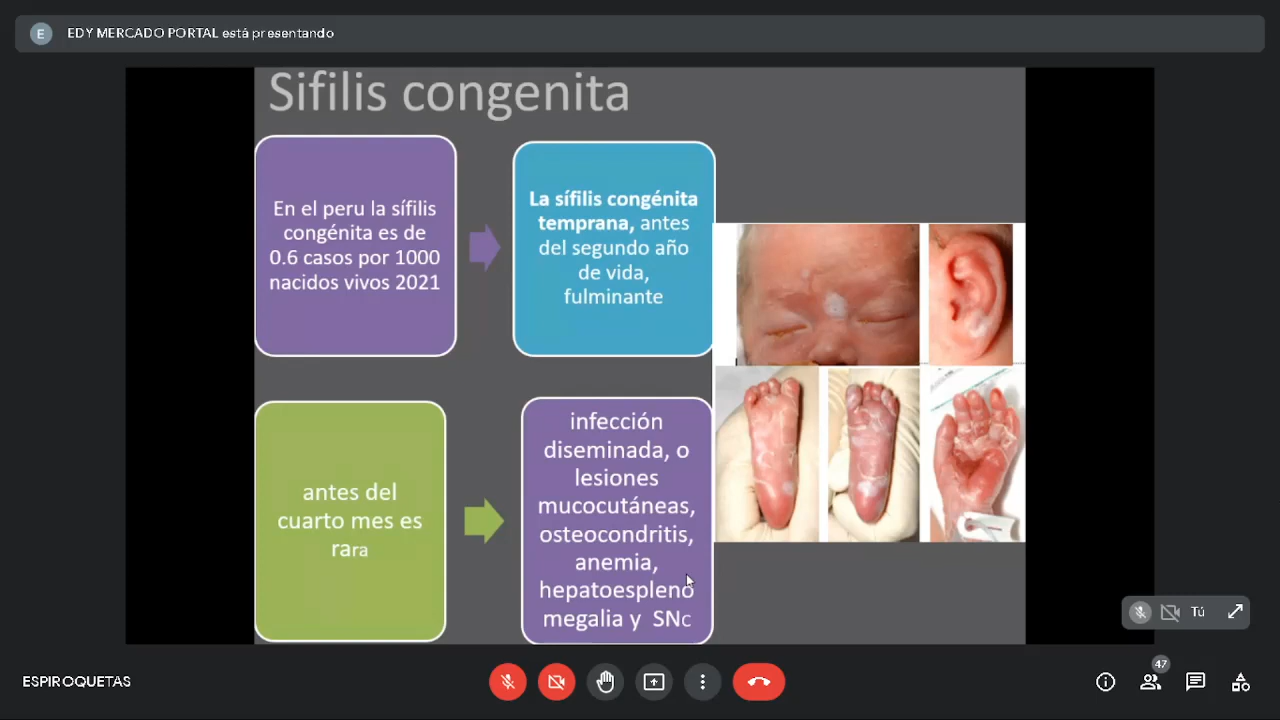 E
EDY MERCADO PORTAL está presentando
Sifilis congenita
En el peru la sífilis
congénita es de
0.6 casos por 1000
nacidos vivos 2021
La sífilis congénita
temprana, antes
del segundo año
de vida,
fulminante
antes del
cuarto mes es
rara
infección
diseminada, o
lesiones
mucocutáneas,
osteocondritis,
anemia,
hepatoespleno
megalia y SNc
Tú
ESPIROQUETAS
47